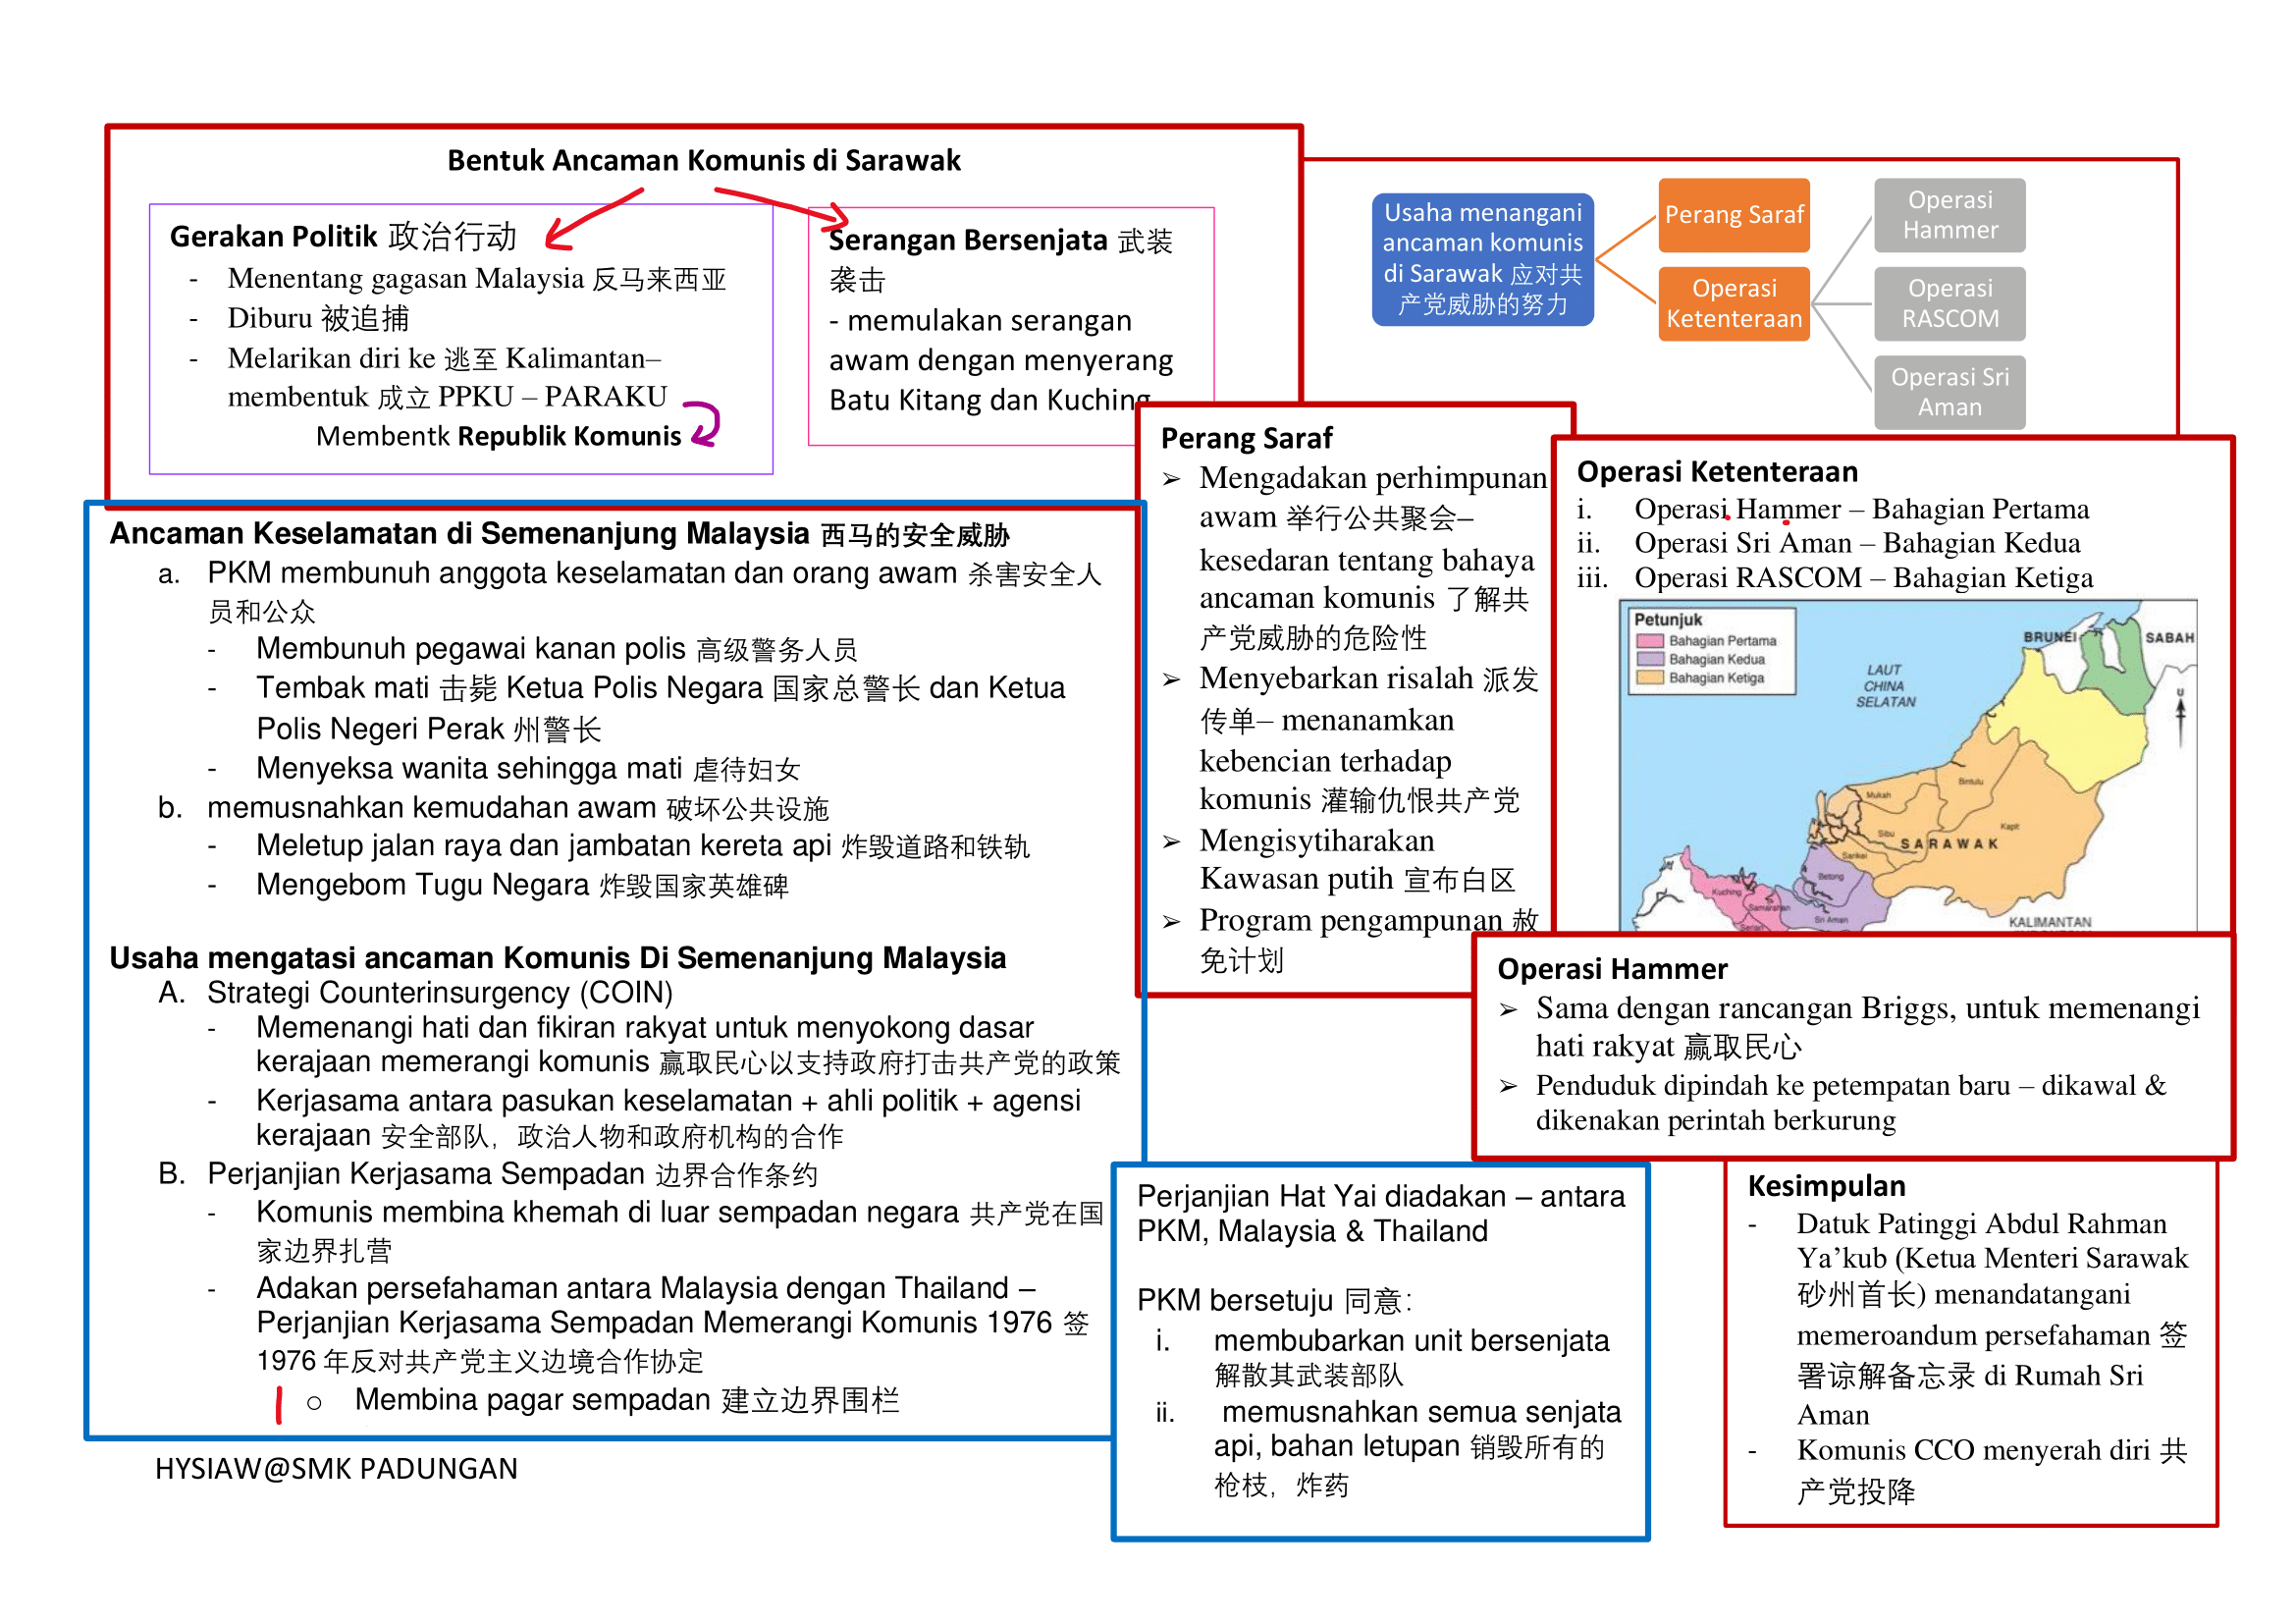 Bentuk Ancaman Komunis di Sarawak
Gerakan Politik 政治行动
- Menentang gagasan Malaysia 反马来西亚
- Diburu 被追捕
- Melarikan diri ke 逃至 Kalimantan–
membentuk 成立 PPKU – PARAKU
Membentk Republik Komunis
Serangan Bersenjata 武装
袭击
- memulakan serangan
awam dengan menyerang
Batu Kitang dan Kuching
Usaha menangani
ancaman komunis
di Sarawak 应对共
产党威胁的努力
Perang Saraf
Operasi
Ketenteraan
Operasi
Hammer
Operasi
RASCOM
Operasi Sri
Aman
Perang Saraf
➢ Mengadakan perhimpunan
awam 举行公共聚会–
kesedaran tentang bahaya
ancaman komunis 了解共
产党威胁的危险性
➢ Menyebarkan risalah 派发
传单– menanamkan
kebencian terhadap
komunis 灌输仇恨共产党
➢ Mengisytiharakan
Kawasan putih 宣布白区
➢ Program pengampunan 赦
免计划
Operasi Ketenteraan
i. Operasi Hammer – Bahagian Pertama
ii. Operasi Sri Aman – Bahagian Kedua
iii. Operasi RASCOM – Bahagian Ketiga
Petunjuk
Bahagian Pertama
Bahagian Kedua
Bahagian Ketiga
BRUNEI
SABAH
LAUT
CHINA
SELATAN
U
Bintulu
Mukah
Kapit
Sibu
SARAWAK
Sarikei
Betong
Kuching
Samarahan
Sri Aman
Serian
KALIMANTAN
Ancaman Keselamatan di Semenanjung Malaysia 西马的安全威胁
a. PKM membunuh anggota keselamatan dan orang awam 杀害安全人
员和公众
- Membunuh pegawai kanan polis 高级警务人员
- Tembak mati 击毙 Ketua Polis Negara 国家总警长 dan Ketua
Polis Negeri Perak 州警长
- Menyeksa wanita sehingga mati 虐待妇女
b. memusnahkan kemudahan awam 破坏公共设施
- Meletup jalan raya dan jambatan kereta api 炸毁道路和铁轨
- Mengebom Tugu Negara 炸毁国家英雄碑
Usaha mengatasi ancaman Komunis Di Semenanjung Malaysia
A. Strategi Counterinsurgency (COIN)
- Memenangi hati dan fikiran rakyat untuk menyokong dasar
kerajaan memerangi komunis 赢取民心以支持政府打击共产党的政策
- Kerjasama antara pasukan keselamatan + ahli politik + agensi
kerajaan 安全部队，政治人物和政府机构的合作
B. Perjanjian Kerjasama Sempadan 边界合作条约
- Komunis membina khemah di luar sempadan negara 共产党在国
家边界扎营
- Adakan persefahaman antara Malaysia dengan Thailand –
Perjanjian Kerjasama Sempadan Memerangi Komunis 1976 签
1976 年反对共产党主义边境合作协定
o Membina pagar sempadan 建立边界围栏
Operasi Hammer
➢ Sama dengan rancangan Briggs, untuk memenangi
hati rakyat 赢取民心
➢ Penduduk dipindah ke petempatan baru – dikawal &
dikenakan perintah berkurung
Perjanjian Hat Yai diadakan – antara
PKM, Malaysia & Thailand
PKM bersetuju 同意：
i. membubarkan unit bersenjata
解散其武装部队
ii. memusnahkan semua senjata
api, bahan letupan 销毁所有的
枪枝，炸药
Kesimpulan
- Datuk Patinggi Abdul Rahman
Ya’kub (Ketua Menteri Sarawak
砂州首长) menandatangani
memeroandum persefahaman 签
署谅解备忘录 di Rumah Sri
Aman
- Komunis CCO menyerah diri 共
产党投降
HYSIAW@SMK PADUNGAN